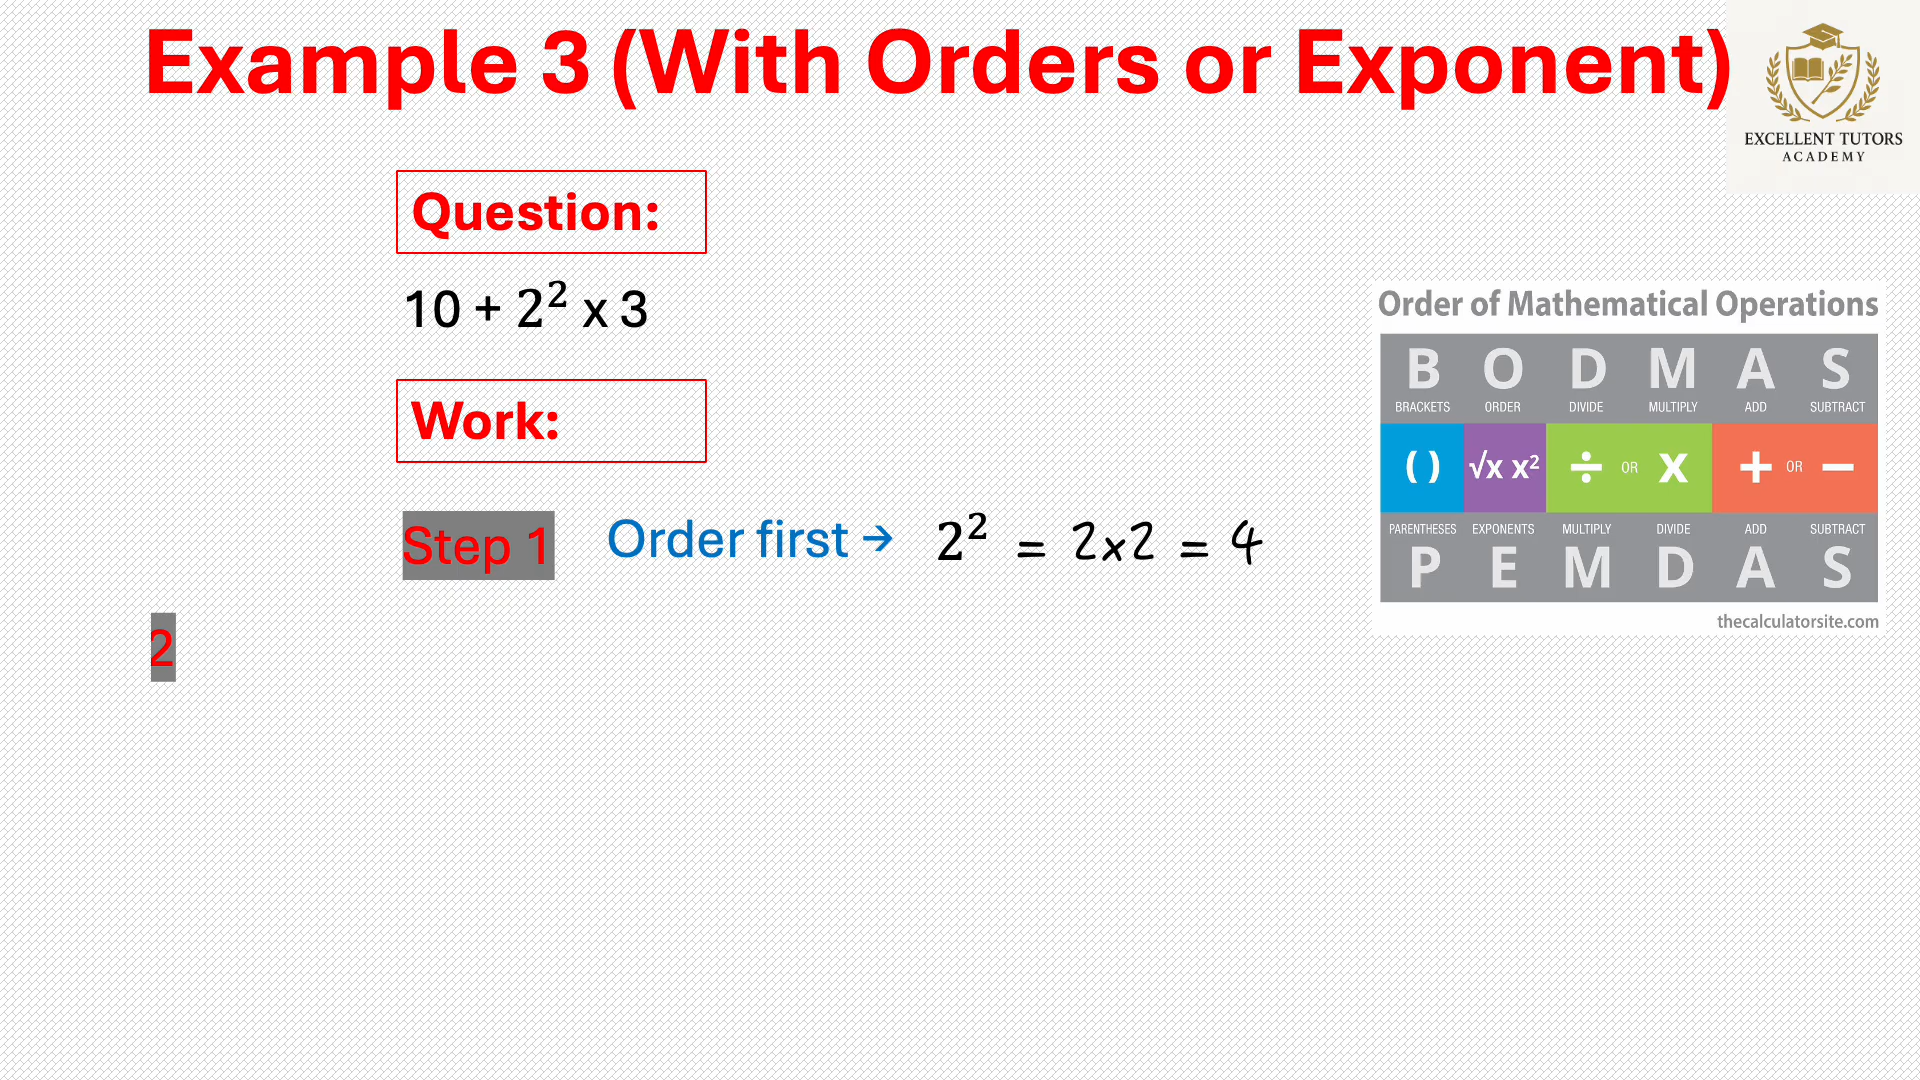 Example 3 (With Orders or Exponent)
EXCELLENT TUTORS
ACADEMY
Question:
10 + 2² x 3
Work:
Step 1 Order first → 2² = 2x2 = 4
2
Order of Mathematical Operations
B O D M A S
BRACKETS ORDER DIVIDE MULTIPLY ADD SUBTRACT
( ) √x x² ÷ OR x + OR −
PARENTHESES EXPONENTS MULTIPLY DIVIDE ADD SUBTRACT
P E M D A S
thecalculatorsite.com